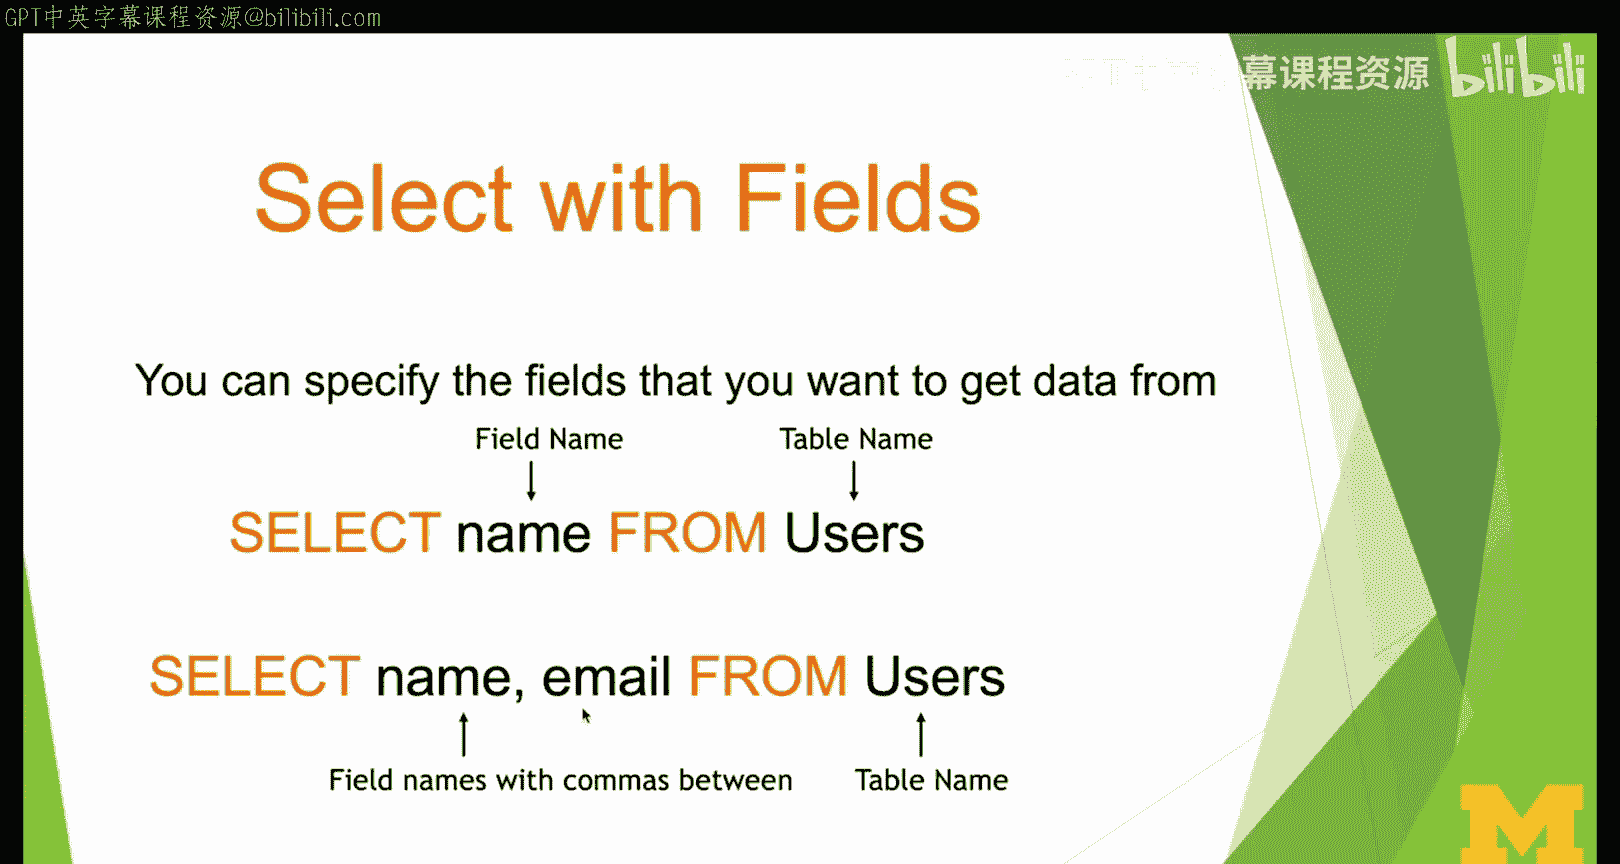 GPT中英字幕课程资源@bilibili.com
幕课程资源 bilibili
Select with Fields
You can specify the fields that you want to get data from
Field Name Table Name
SELECT name FROM Users
SELECT name, email FROM Users
Field names with commas between Table Name
M